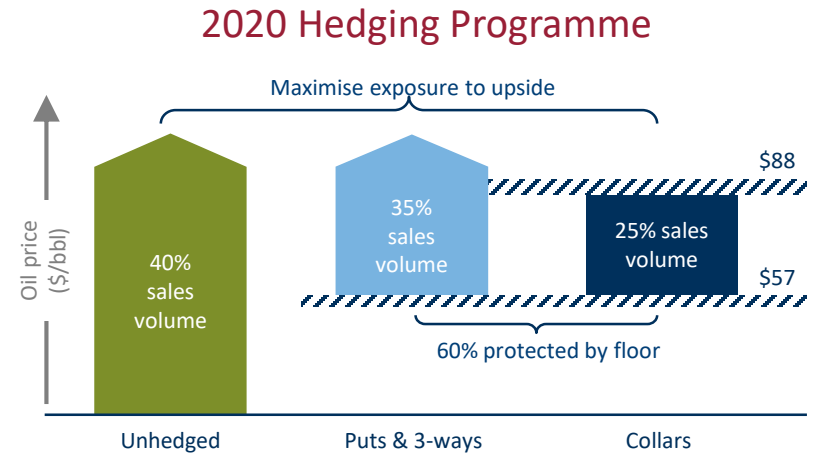 2020 Hedging Programme
Maximise exposure to upside
$88
35%
sales
volume
25% sales
volume
40%
sales
volume
Oil price
($/bbl)
$57
60% protected by floor
Unhedged
Puts & 3-ways
Collars